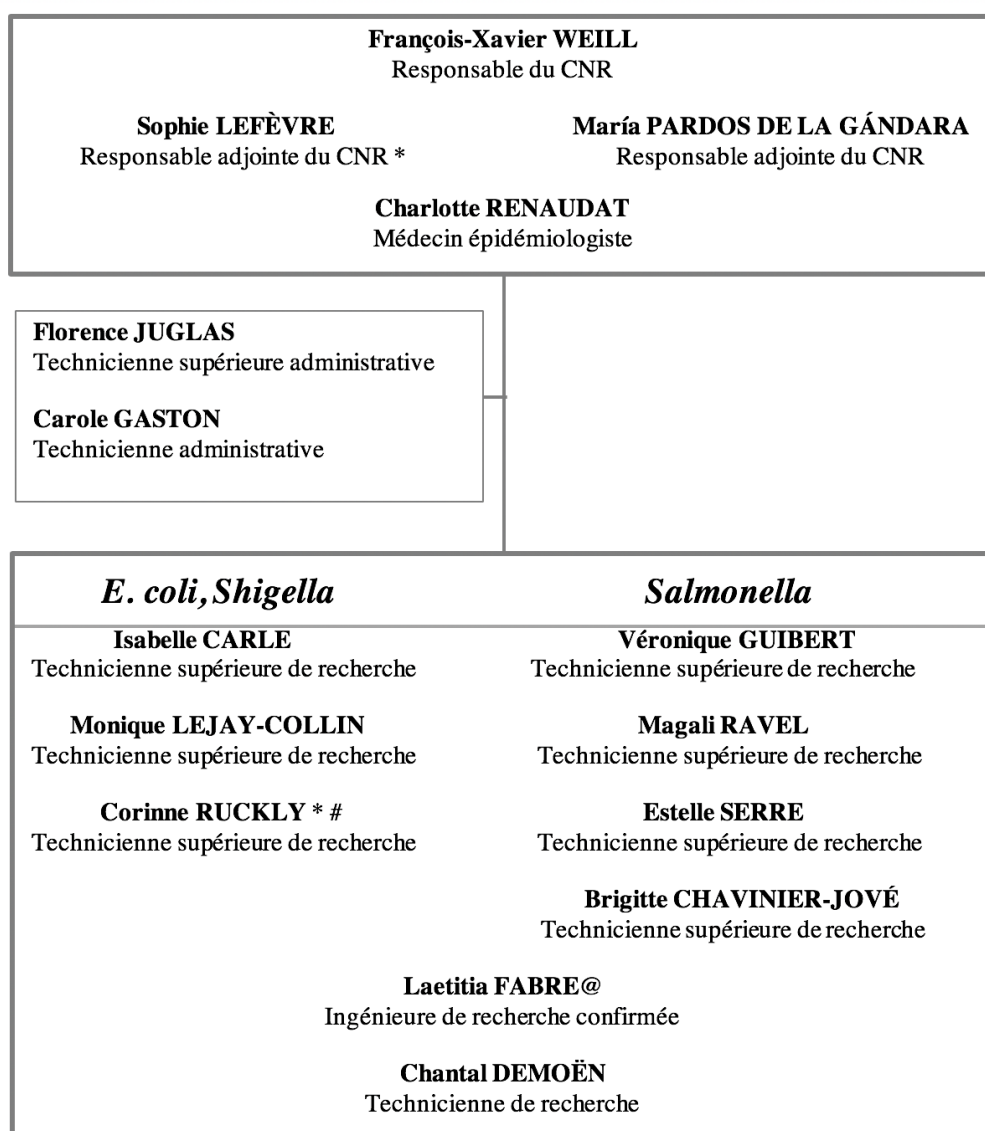 François-Xavier WEILL
Responsable du CNR
Sophie LEFÈVRE
Responsable adjointe du CNR *
María PARDOS DE LA GÁNDARA
Responsable adjointe du CNR
Charlotte RENAUDAT
Médecin épidémiologiste
Florence JUGLAS
Technicienne supérieure administrative
Carole GASTON
Technicienne administrative
E. coli, Shigella
Isabelle CARLE
Technicienne supérieure de recherche
Monique LEJAY-COLLIN
Technicienne supérieure de recherche
Corinne RUCKLY * #
Technicienne supérieure de recherche
Salmonella
Véronique GUIBERT
Technicienne supérieure de recherche
Magali RAVEL
Technicienne supérieure de recherche
Estelle SERRE
Technicienne supérieure de recherche
Brigitte CHAVINIER-JOVÉ
Technicienne supérieure de recherche
Laetitia FABRE@
Ingénieure de recherche confirmée
Chantal DEMOËN
Technicienne de recherche